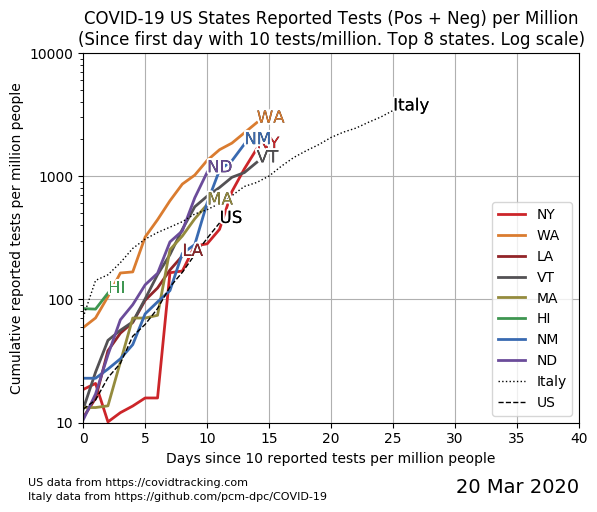 COVID-19 US States Reported Tests (Pos + Neg) per Million
(Since first day with 10 tests/million. Top 8 states. Log scale)
10000
1000
100
10
Cumulative reported tests per million people
Italy
WA
NM
NY
VT
ND
MA
US
LA
HI
NY
WA
LA
VT
MA
HI
NM
ND
Italy
US
0 5 10 15 20 25 30 35 40
Days since 10 reported tests per million people
US data from https://covidtracking.com
Italy data from https://github.com/pcm-dpc/COVID-19
20 Mar 2020